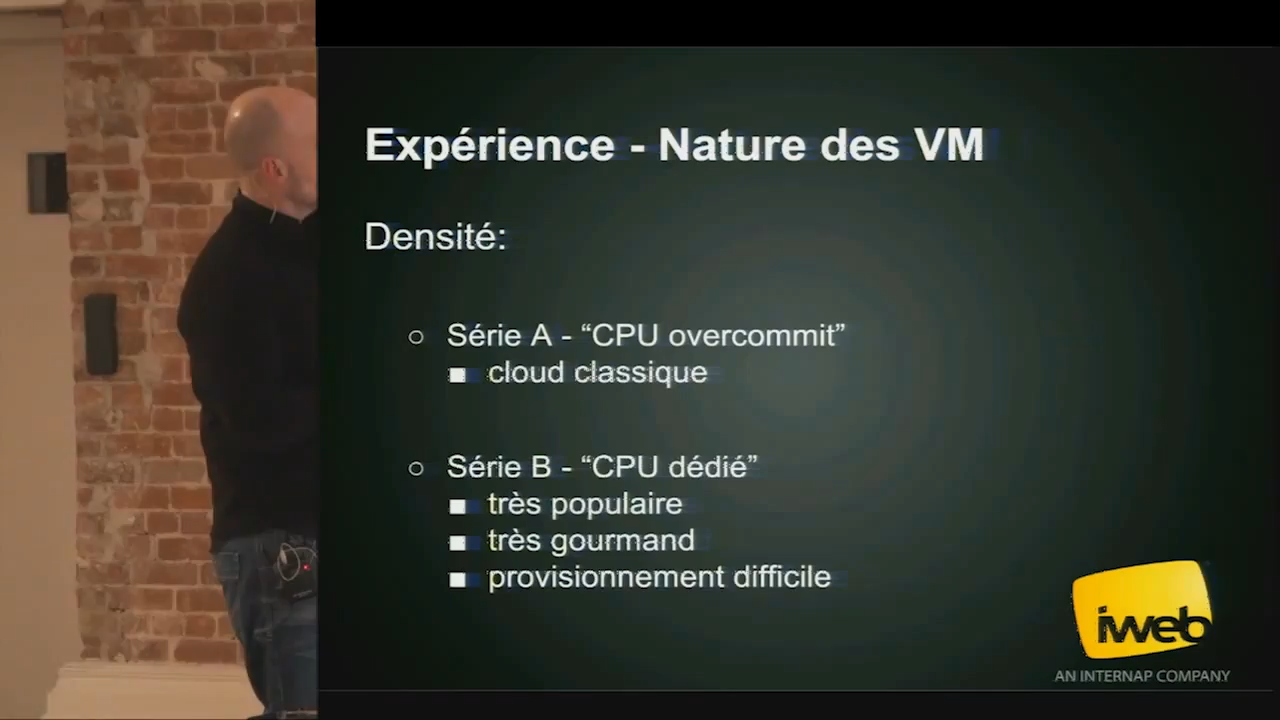 Expérience - Nature des VM
Densité:
○ Série A - “CPU overcommit”
■ cloud classique
○ Série B - “CPU dédié”
■ très populaire
■ très gourmand
■ provisionnement difficile
iweb
AN INTERNAP COMPANY